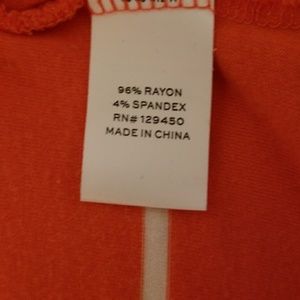 96% RAYON
4% SPANDEX
RN# 129450
MADE IN CHINA